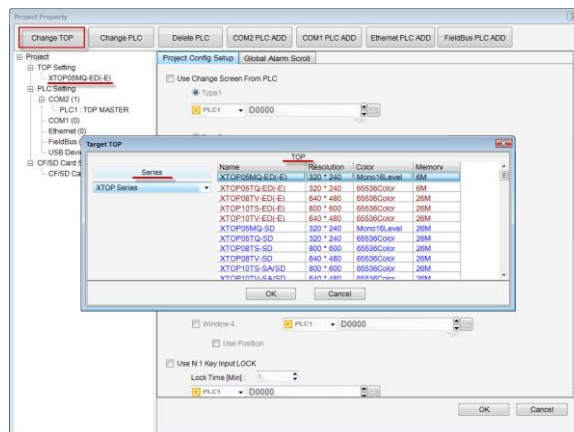 Project Property
Change TOP
Change PLC
Delete PLC
COM2 PLC ADD
COM1 PLC ADD
Ethernet PLC ADD
FieldBus PLC ADD
Project
TOP Setting
XTOP05MQ-ED(-E)
PLC Setting
COM2 (1)
PLC1 : TOP MASTER
COM1 (0)
Ethernet (0)
FieldBus (
USB Devi
CF/SD Card S
CF/SD Ca
Project Config Setup
Global Alarm Scroll
Use Change Screen From PLC
Type1
PLC1 D0000
Target TOP
Series
XTOP Series
TOP
Name Resolution Color Memory
XTOP05MQ-ED(-E) 320 * 240 Mono16Level 6M
XTOP05TQ-ED(-E) 320 * 240 65536Color 6M
XTOP08TV-ED(-E) 640 * 480 65536Color 26M
XTOP10TS-ED(-E) 800 * 600 65536Color 26M
XTOP10TV-ED(-E) 640 * 480 65536Color 26M
XTOP05MQ-SD 320 * 240 Mono16Level 26M
XTOP05TQ-SD 320 * 240 65536Color 26M
XTOP08TS-SD 800 * 600 65536Color 26M
XTOP08TV-SD 640 * 480 65536Color 26M
XTOP10TS-SA/SD 800 * 600 65536Color 26M
XTOP10TV-SA/SD 640 * 480 65536Color 26M
OK
Cancel
Window 4 PLC1 D0000
Use Position
Use N:1 Key Input LOCK
Lock Time [Min] :
PLC1 D0000
OK
Cancel